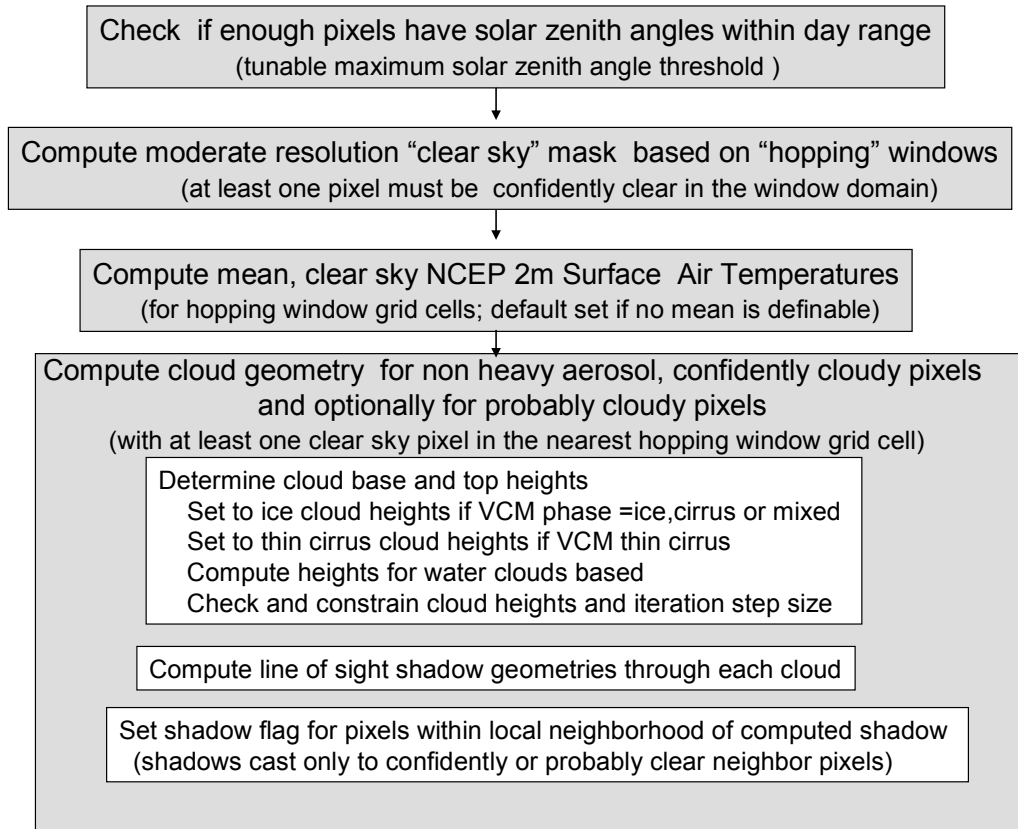 Check if enough pixels have solar zenith angles within day range
(tunable maximum solar zenith angle threshold )
Compute moderate resolution “clear sky” mask based on “hopping” windows
(at least one pixel must be confidently clear in the window domain)
Compute mean, clear sky NCEP 2m Surface Air Temperatures
(for hopping window grid cells; default set if no mean is definable)
Compute cloud geometry for non heavy aerosol, confidently cloudy pixels
and optionally for probably cloudy pixels
(with at least one clear sky pixel in the nearest hopping window grid cell)
Determine cloud base and top heights
Set to ice cloud heights if VCM phase =ice,cirrus or mixed
Set to thin cirrus cloud heights if VCM thin cirrus
Compute heights for water clouds based
Check and constrain cloud heights and iteration step size
Compute line of sight shadow geometries through each cloud
Set shadow flag for pixels within local neighborhood of computed shadow
(shadows cast only to confidently or probably clear neighbor pixels)